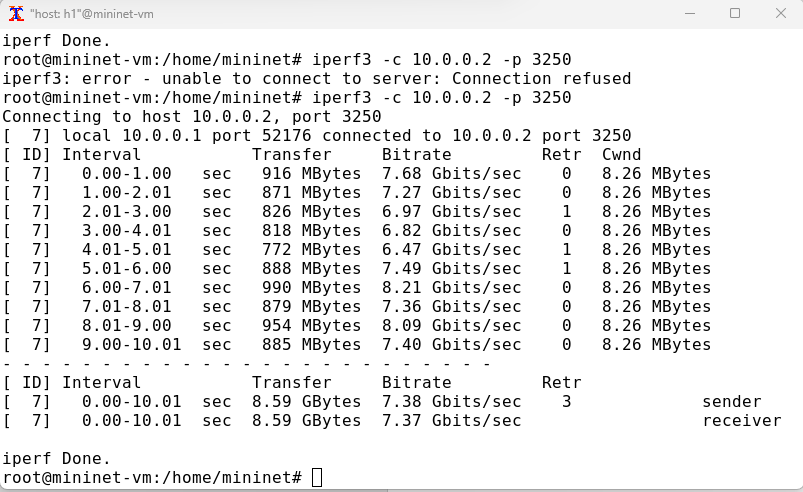 "host: h1"@mininet-vm
iperf Done.
root@mininet-vm:/home/mininet# iperf3 -c 10.0.0.2 -p 3250
iperf3: error - unable to connect to server: Connection refused
root@mininet-vm:/home/mininet# iperf3 -c 10.0.0.2 -p 3250
Connecting to host 10.0.0.2, port 3250
[  7] local 10.0.0.1 port 52176 connected to 10.0.0.2 port 3250
[ ID] Interval           Transfer     Bitrate         Retr  Cwnd
[  7]   0.00-1.00   sec   916 MBytes  7.68 Gbits/sec    0   8.26 MBytes
[  7]   1.00-2.01   sec   871 MBytes  7.27 Gbits/sec    0   8.26 MBytes
[  7]   2.01-3.00   sec   826 MBytes  6.97 Gbits/sec    1   8.26 MBytes
[  7]   3.00-4.01   sec   818 MBytes  6.82 Gbits/sec    0   8.26 MBytes
[  7]   4.01-5.01   sec   772 MBytes  6.47 Gbits/sec    1   8.26 MBytes
[  7]   5.01-6.00   sec   888 MBytes  7.49 Gbits/sec    1   8.26 MBytes
[  7]   6.00-7.01   sec   990 MBytes  8.21 Gbits/sec    0   8.26 MBytes
[  7]   7.01-8.01   sec   879 MBytes  7.36 Gbits/sec    0   8.26 MBytes
[  7]   8.01-9.00   sec   954 MBytes  8.09 Gbits/sec    0   8.26 MBytes
[  7]   9.00-10.01  sec   885 MBytes  7.40 Gbits/sec    0   8.26 MBytes
- - - - - - - - - - - - - - - - - - - - - - - - -
[ ID] Interval           Transfer     Bitrate         Retr
[  7]   0.00-10.01  sec  8.59 GBytes  7.38 Gbits/sec    3             sender
[  7]   0.00-10.01  sec  8.59 GBytes  7.37 Gbits/sec                  receiver
iperf Done.
root@mininet-vm:/home/mininet#